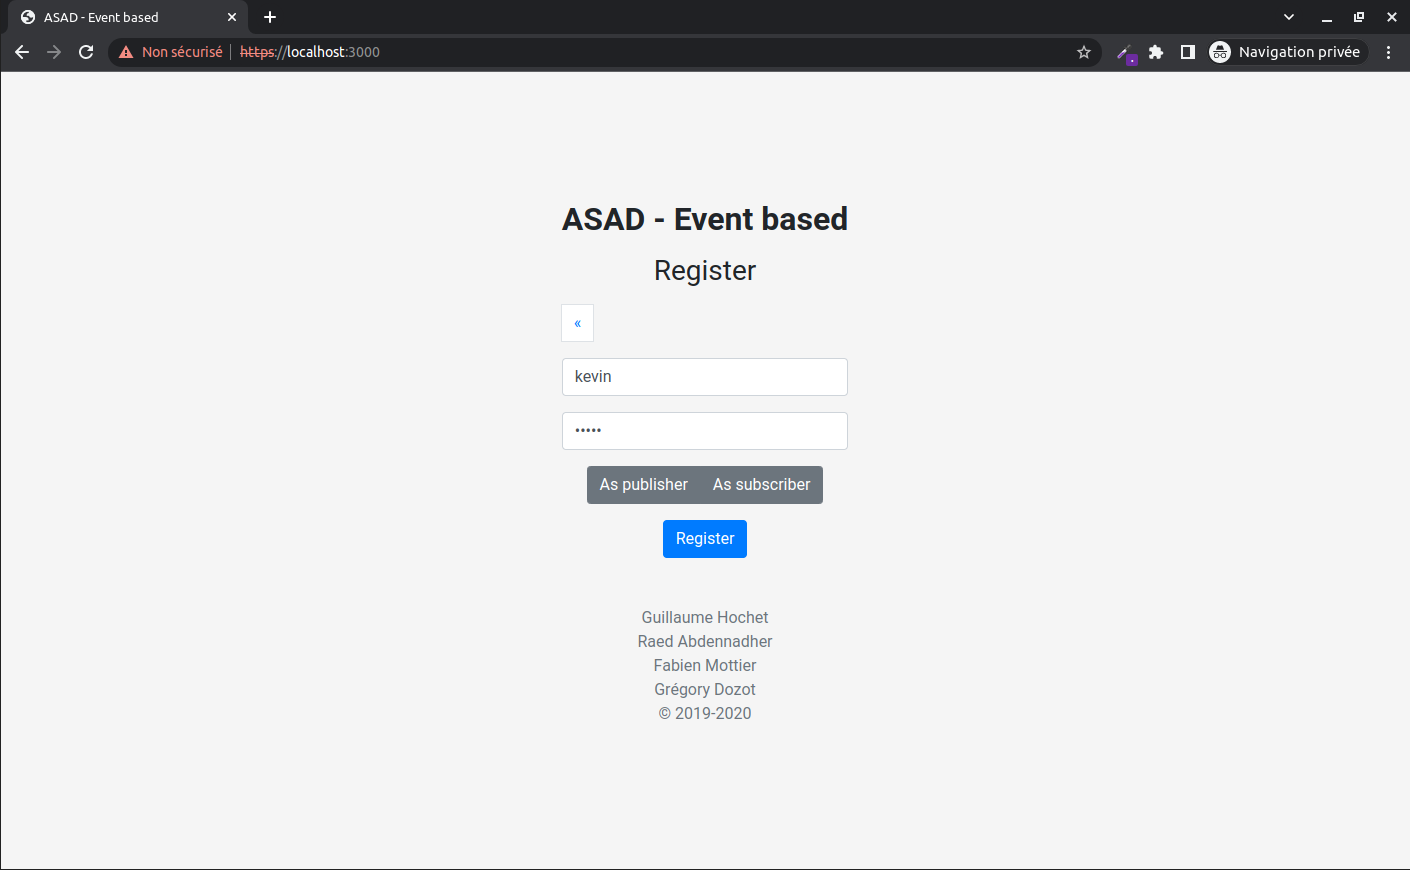 ASAD - Event based
Non sécurisé
https://localhost:3000
Navigation privée
ASAD - Event based
Register
«
kevin
•••••
As publisher As subscriber
Register
Guillaume Hochet
Raed Abdennadher
Fabien Mottier
Grégory Dozot
© 2019-2020